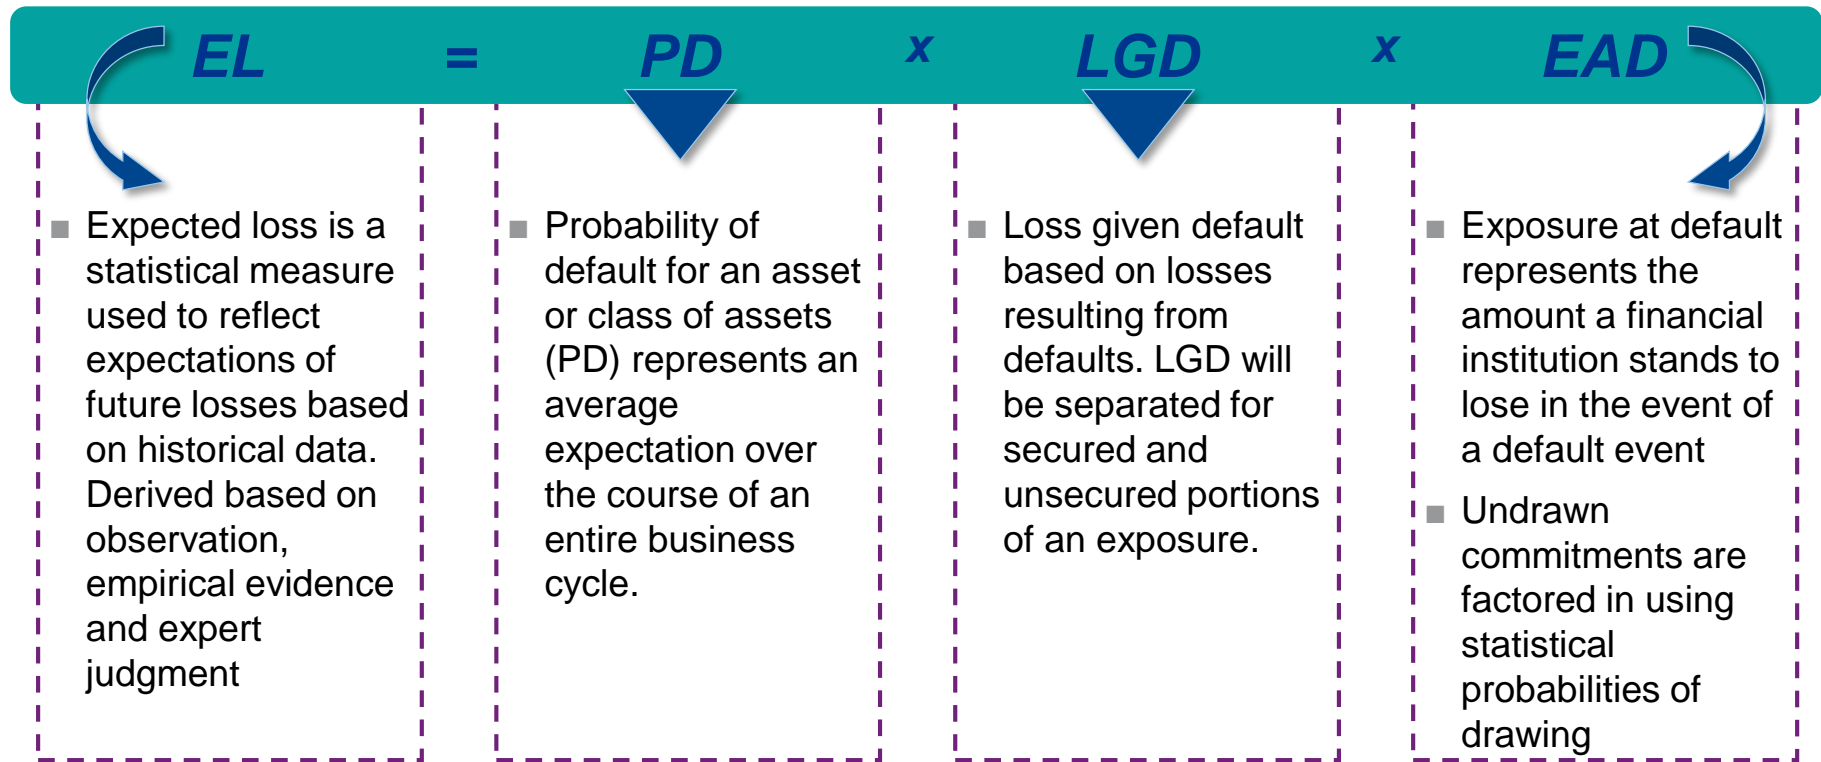 EL = PD x LGD x EAD
■ Expected loss is a
statistical measure
used to reflect
expectations of
future losses based
on historical data.
Derived based on
observation,
empirical evidence
and expert
judgment
■ Probability of
default for an asset
or class of assets
(PD) represents an
average
expectation over
the course of an
entire business
cycle.
■ Loss given default
based on losses
resulting from
defaults. LGD will
be separated for
secured and
unsecured portions
of an exposure.
■ Exposure at default
represents the
amount a financial
institution stands to
lose in the event of
a default event
■ Undrawn
commitments are
factored in using
statistical
probabilities of
drawing